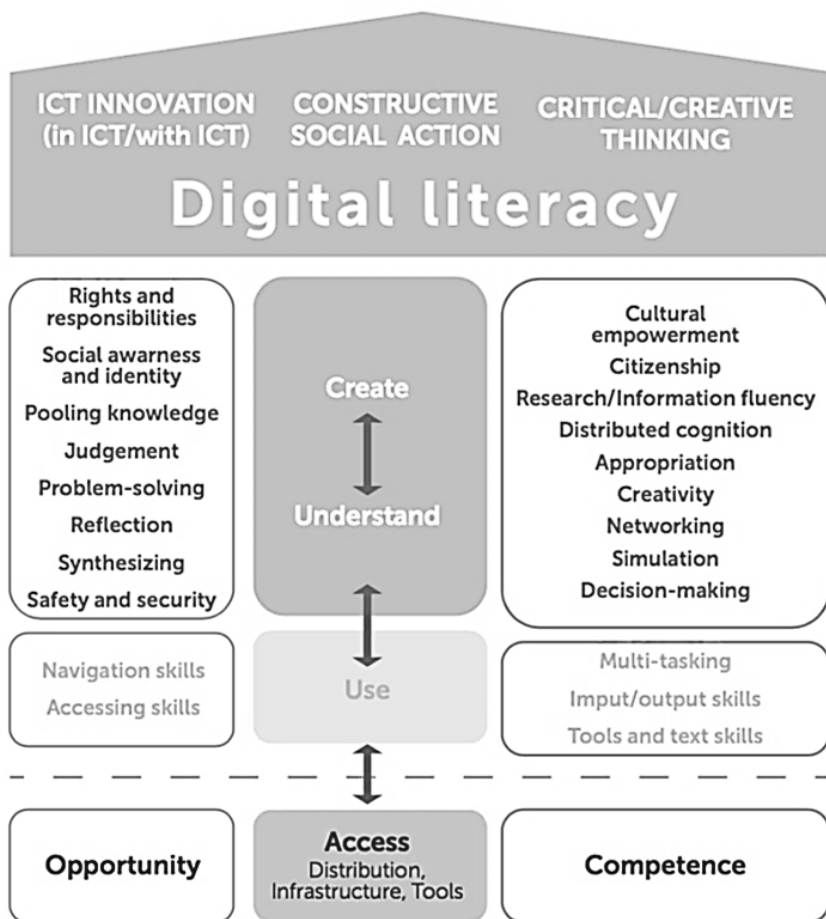 ICT INNOVATION
(in ICT/with ICT)
CONSTRUCTIVE
SOCIAL ACTION
CRITICAL/CREATIVE
THINKING
Digital literacy
Rights and
responsibilities
Social awarness
and identity
Pooling knowledge
Judgement
Problem-solving
Reflection
Synthesizing
Safety and security
Create
Understand
Cultural
empowerment
Citizenship
Research/Information fluency
Distributed cognition
Appropriation
Creativity
Networking
Simulation
Decision-making
Navigation skills
Accessing skills
Use
Multi-tasking
Imput/output skills
Tools and text skills
Opportunity
Access
Distribution,
Infrastructure, Tools
Competence